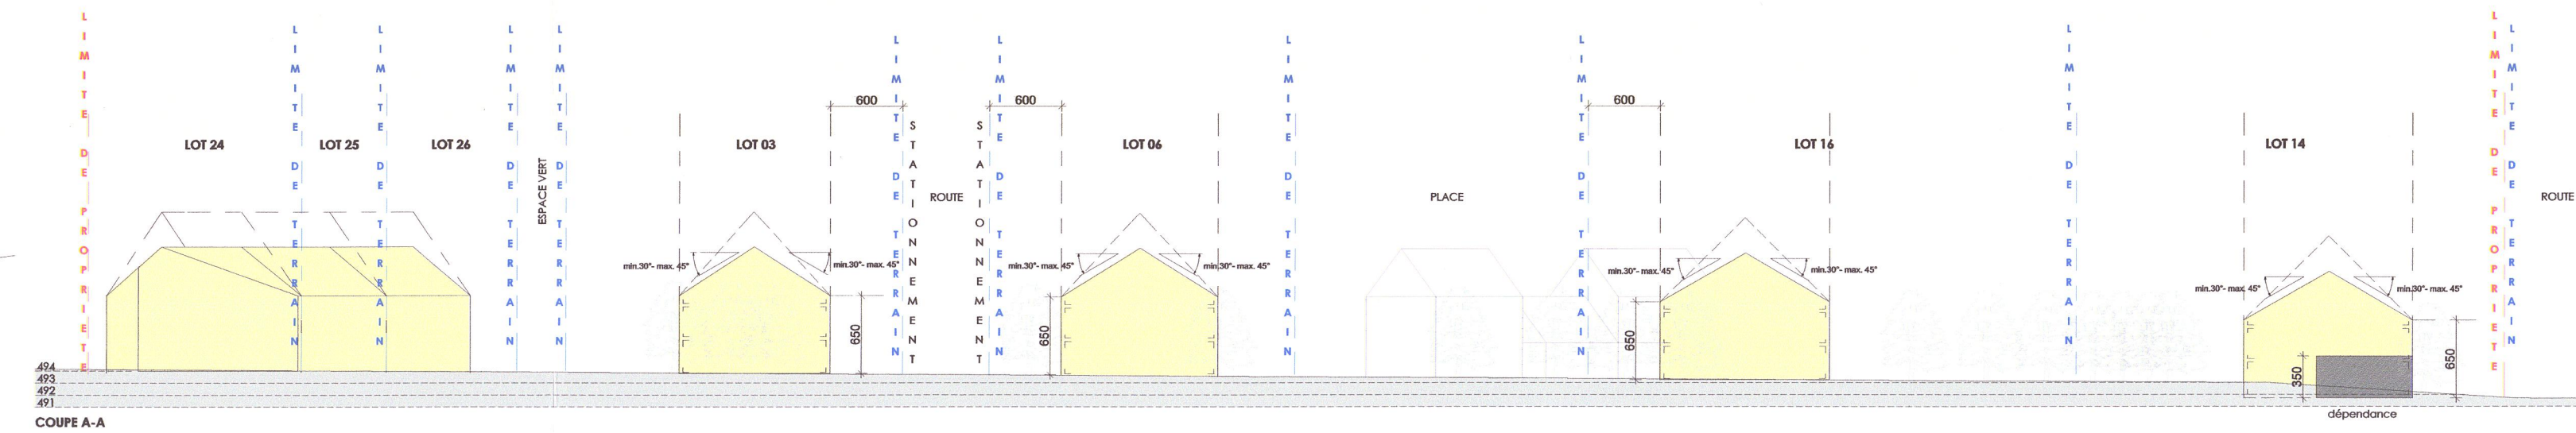 LIMITE DE PROPRIETE
LIMITE DE TERRAIN
LIMITE DE TERRAIN
LIMITE DE TERRAIN
LIMITE DE TERRAIN
LIMITE DE TERRAIN
LIMITE DE TERRAIN
LIMITE DE TERRAIN
LIMITE DE TERRAIN
LIMITE DE TERRAIN
LIMITE DE PROPRIETE
LIMITE DE TERRAIN
600
600
600
STATIONNEMENT
STATIONNEMENT
LOT 24
LOT 25
LOT 26
LOT 03
LOT 06
LOT 16
LOT 14
ESPACE VERT
ROUTE
PLACE
ROUTE
min.30°- max. 45°
min.30°- max. 45°
min.30°- max. 45°
min.30°- max. 45°
min.30°- max. 45°
min.30°- max. 45°
min.30°- max. 45°
min.30°- max. 45°
650
650
650
350
650
494
493
492
491
dépendance
COUPE A-A